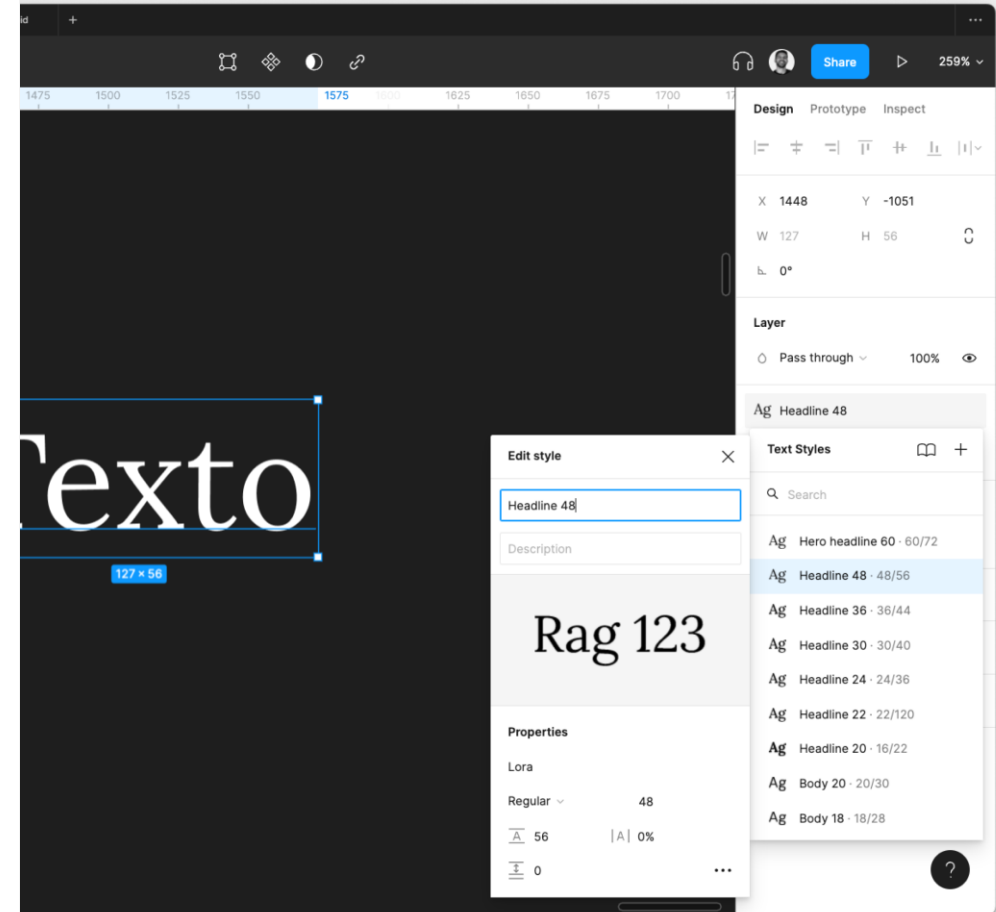 id +
Share 259%
1475 1500 1525 1550 1575 1600 1625 1650 1675 1700 17
Design Prototype Inspect
X 1448 Y -1051
W 127 H 56
0°
Layer
Pass through 100%
Ag Headline 48
Texto
127 × 56
Edit style
Headline 48
Description
Rag 123
Properties
Lora
Regular 48
A 56 |A| 0%
0
Text Styles
Search
Ag Hero headline 60 · 60/72
Ag Headline 48 · 48/56
Ag Headline 36 · 36/44
Ag Headline 30 · 30/40
Ag Headline 24 · 24/36
Ag Headline 22 · 22/120
Ag Headline 20 · 16/22
Ag Body 20 · 20/30
Ag Body 18 · 18/28
?